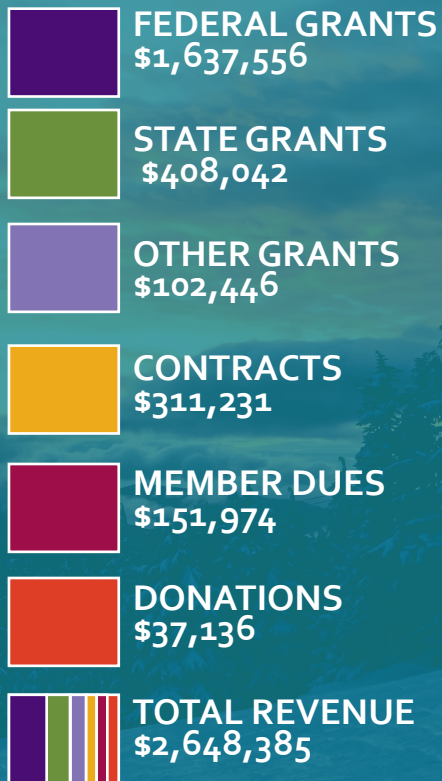 FEDERAL GRANTS
$1,637,556
STATE GRANTS
$408,042
OTHER GRANTS
$102,446
CONTRACTS
$311,231
MEMBER DUES
$151,974
DONATIONS
$37,136
TOTAL REVENUE
$2,648,385